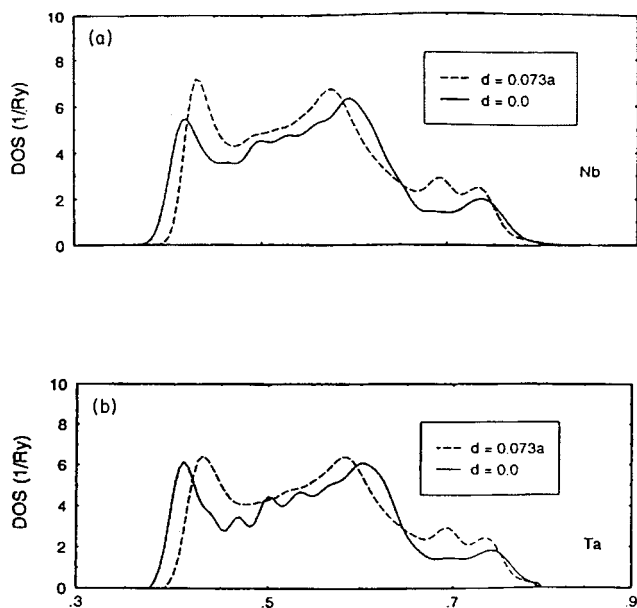 10
(a)
8
6
4
2
0
DOS (1/Ry)
d = 0.073a
d = 0.0
Nb
10
(b)
8
6
4
2
0
DOS (1/Ry)
d = 0.073a
d = 0.0
Ta
.3 .5 .7 .9